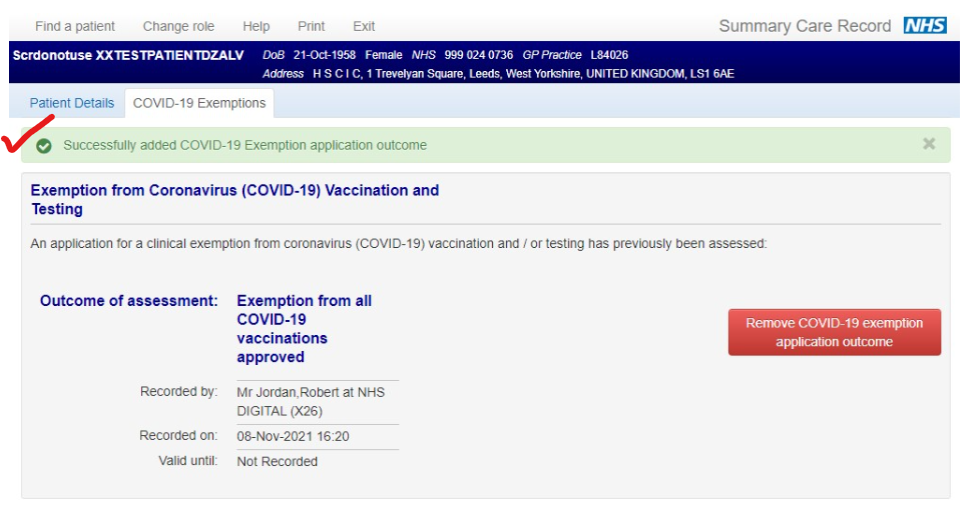 Find a patient Change role Help Print Exit Summary Care Record NHS
Scrdonotuse XXTESTPATIENTDZALV DoB 21-Oct-1958 Female NHS 999 024 0736 GP Practice L84026
Address H S C I C, 1 Trevelyan Square, Leeds, West Yorkshire, UNITED KINGDOM, LS1 6AE
Patient Details COVID-19 Exemptions
Successfully added COVID-19 Exemption application outcome ×
Exemption from Coronavirus (COVID-19) Vaccination and
Testing
An application for a clinical exemption from coronavirus (COVID-19) vaccination and / or testing has previously been assessed:
Outcome of assessment: Exemption from all
COVID-19
vaccinations
approved
Remove COVID-19 exemption
application outcome
Recorded by: Mr Jordan,Robert at NHS
DIGITAL (X26)
Recorded on: 08-Nov-2021 16:20
Valid until: Not Recorded